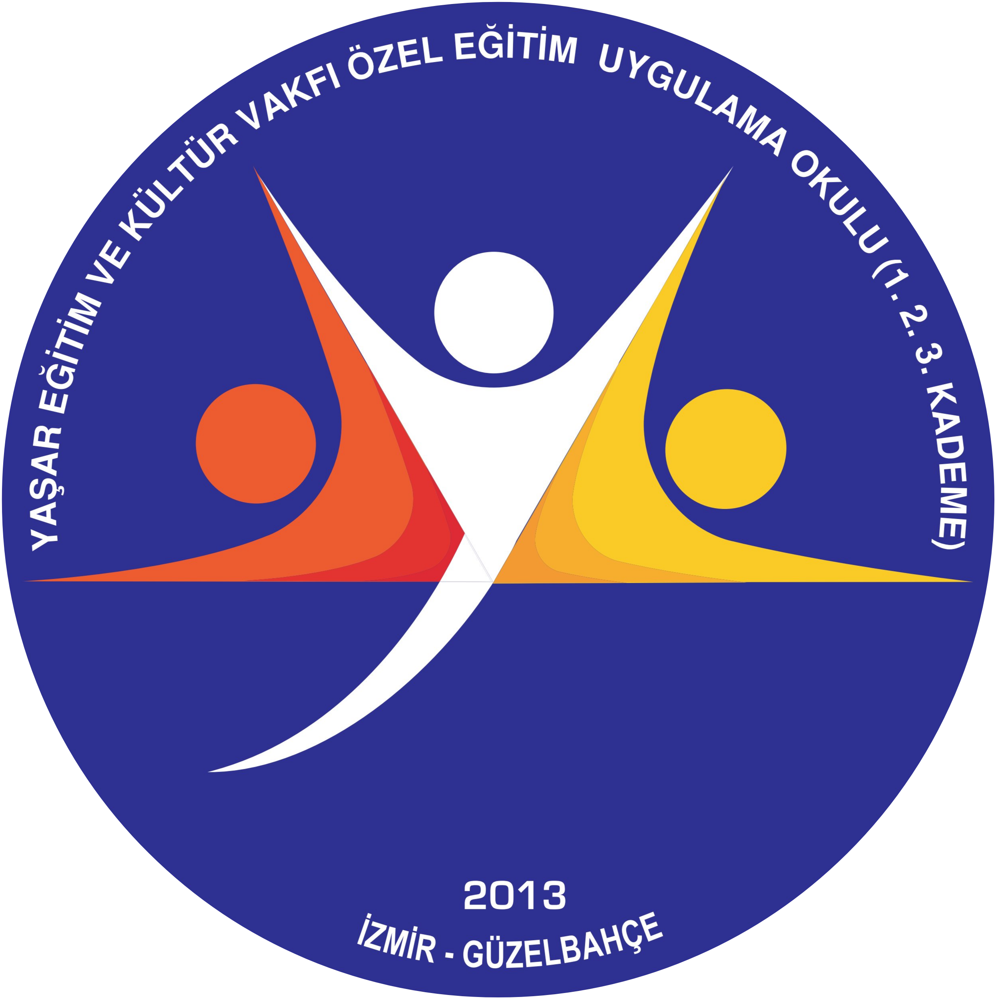 YAŞAR EĞİTİM VE KÜLTÜR VAKFI ÖZEL EĞİTİM UYGULAMA OKULU (1. 2. 3. KADEME)
2013
İZMİR - GÜZELBAHÇE